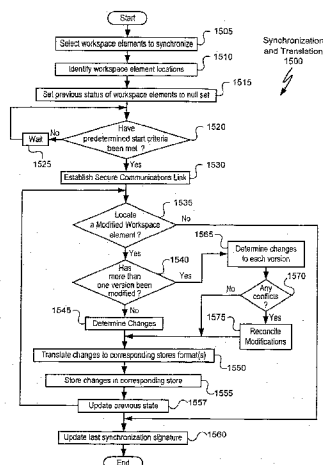 Start
1505
Select workspace elements to synchronize
Synchronization
and Translation
1500
1510
Identify workspace element locations
1515
Set previous status of workspace elements to null set
No
Have
predetermined start criteria
been met ?
1520
Wait
1525
Yes
1530
Establish Secure Communications Link
1535
Locate
a Modified Workspace
element ?
No
Yes
1540
Has
more than
one version been
modified ?
Yes
1565
Determine changes
to each version
1570
Any
conflicts
?
No
Yes
No
1545
Determine Changes
1575
Reconcile
Modifications
Translate changes to corresponding stores format(s)
1550
Store changes in corresponding store
1555
Update previous state
1557
Update last synchronization signature
1560
End